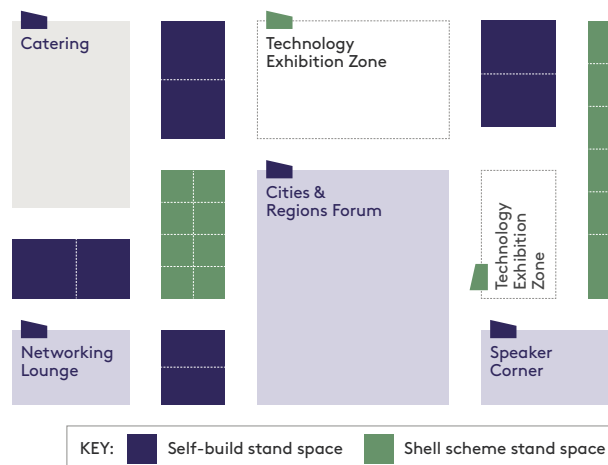 Catering
Technology
Exhibition Zone
Cities &
Regions Forum
Technology
Exhibition
Zone
Networking
Lounge
Speaker
Corner
KEY:
Self-build stand space
Shell scheme stand space